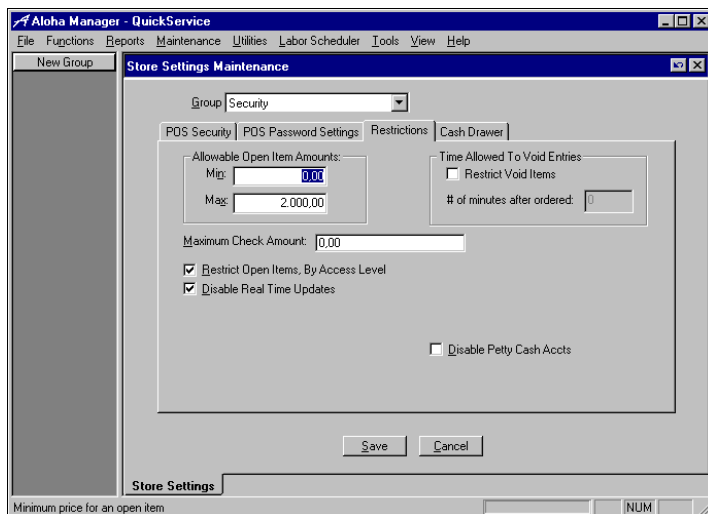 Aloha Manager - QuickService
File Functions Reports Maintenance Utilities Labor Scheduler Tools View Help
New Group
Store Settings Maintenance
Group Security
POS Security POS Password Settings Restrictions Cash Drawer
Allowable Open Item Amounts:
Min: 0,00
Max: 2.000,00
Time Allowed To Void Entries
Restrict Void Items
# of minutes after ordered: 0
Maximum Check Amount: 0,00
Restrict Open Items, By Access Level
Disable Real Time Updates
Disable Petty Cash Accts
Save Cancel
Store Settings
Minimum price for an open item NUM